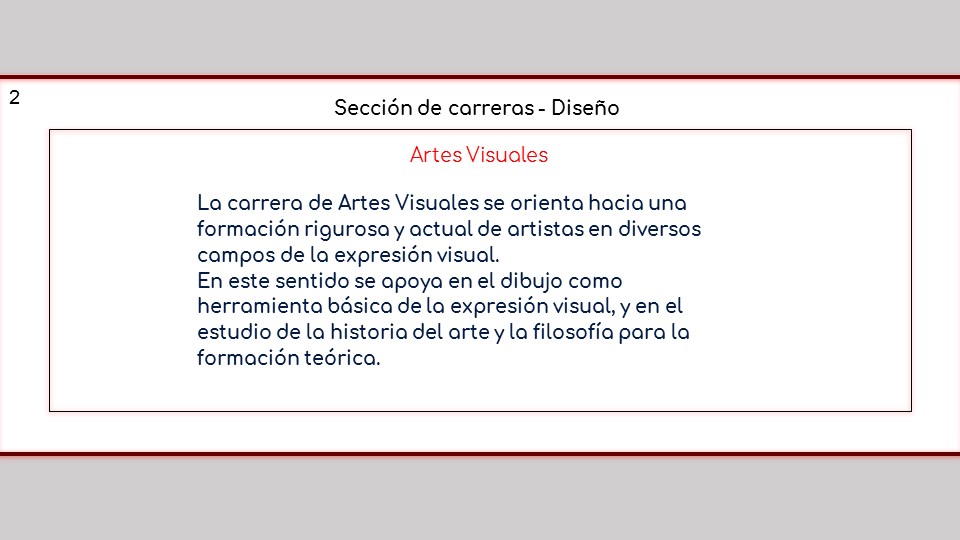 2
Sección de carreras - Diseño
Artes Visuales
La carrera de Artes Visuales se orienta hacia una
formación rigurosa y actual de artistas en diversos
campos de la expresión visual.
En este sentido se apoya en el dibujo como
herramienta básica de la expresión visual, y en el
estudio de la historia del arte y la filosofía para la
formación teórica.